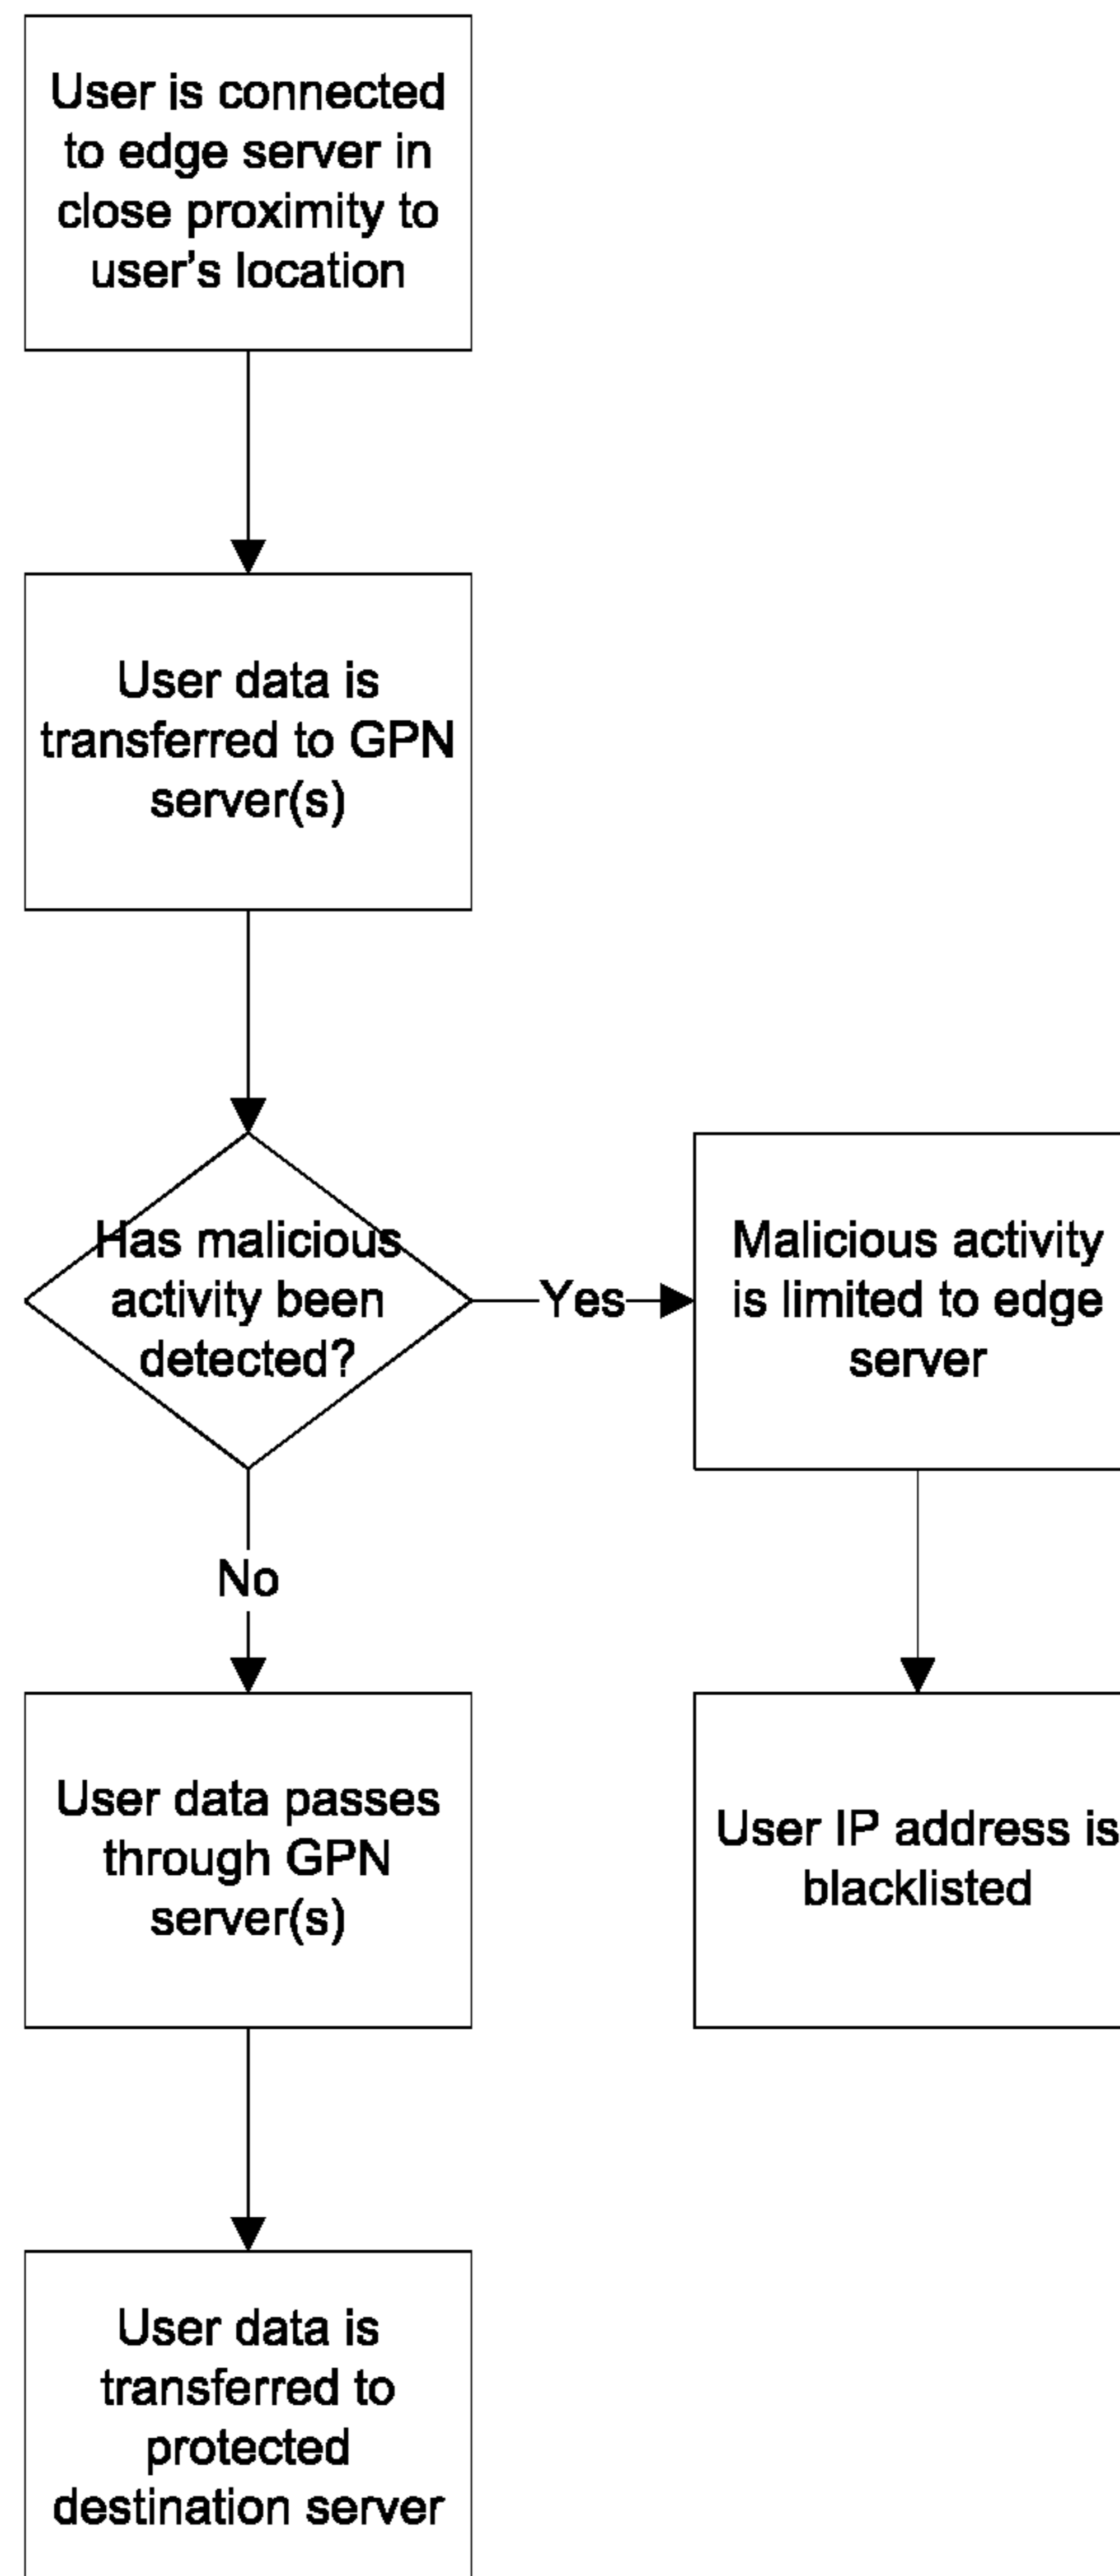 User is connected
to edge server in
close proximity to
user's location
User data is
transferred to GPN
server(s)
Has malicious
activity been
detected?
Yes
Malicious activity
is limited to edge
server
No
User data passes
through GPN
server(s)
User IP address is
blacklisted
User data is
transferred to
protected
destination server